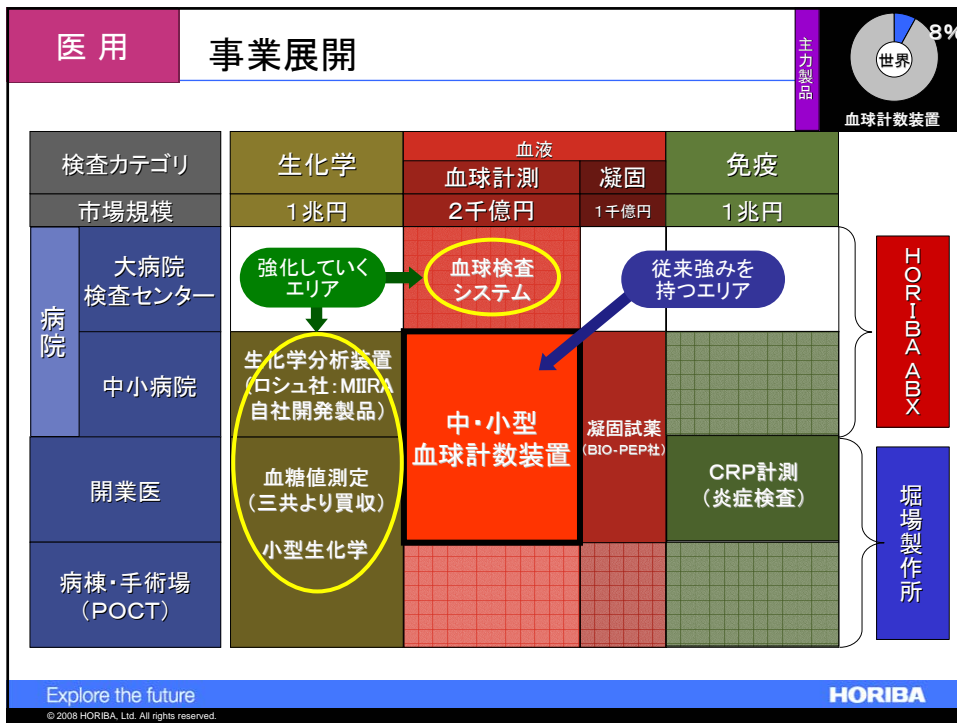 医 用
事業展開
主力製品
8%
世界
血球計数装置
検査カテゴリ
生化学
血液
血球計測
凝固
免疫
市場規模
1兆円
2千億円
1千億円
1兆円
病院
大病院
検査センター
強化していく
エリア
血球検査
システム
従来強みを
持つエリア
HORIBA ABX
中小病院
生化学分析装置
(ロシュ社:MIIRA
自社開発製品)
中・小型
血球計数装置
凝固試薬
(BIO-PEP社)
開業医
血糖値測定
(三共より買収)
小型生化学
CRP計測
(炎症検査)
堀場製作所
病棟・手術場
(POCT)
Explore the future
HORIBA
© 2008 HORIBA, Ltd. All rights reserved.